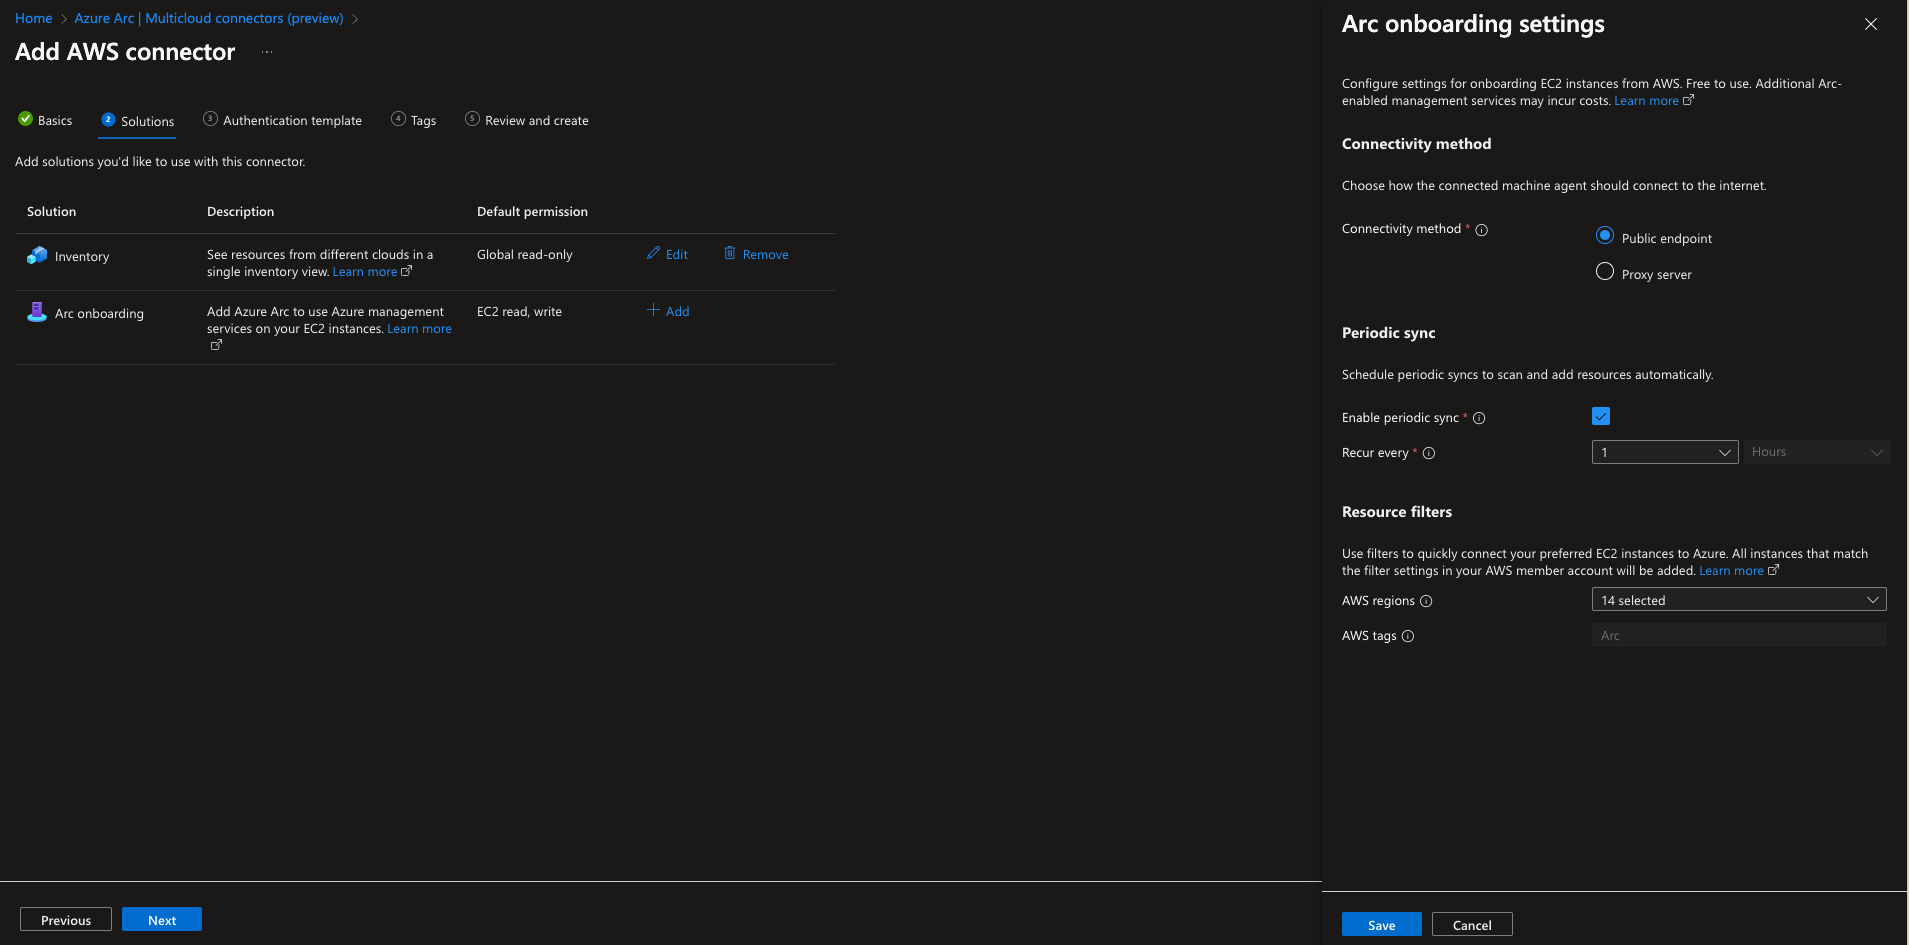 Home > Azure Arc | Multicloud connectors (preview) >
Add AWS connector ...
Basics
2 Solutions
3 Authentication template
4 Tags
5 Review and create
Add solutions you'd like to use with this connector.
Solution Description Default permission
Inventory
See resources from different clouds in a
single inventory view. Learn more
Global read-only
Edit
Remove
Arc onboarding
Add Azure Arc to use Azure management
services on your EC2 instances. Learn more
EC2 read, write
Add
Previous
Next
Arc onboarding settings
Configure settings for onboarding EC2 instances from AWS. Free to use. Additional Arc-
enabled management services may incur costs. Learn more
Connectivity method
Choose how the connected machine agent should connect to the internet.
Connectivity method *
Public endpoint
Proxy server
Periodic sync
Schedule periodic syncs to scan and add resources automatically.
Enable periodic sync *
Recur every *
1
Hours
Resource filters
Use filters to quickly connect your preferred EC2 instances to Azure. All instances that match
the filter settings in your AWS member account will be added. Learn more
AWS regions
14 selected
AWS tags
Arc
Save
Cancel